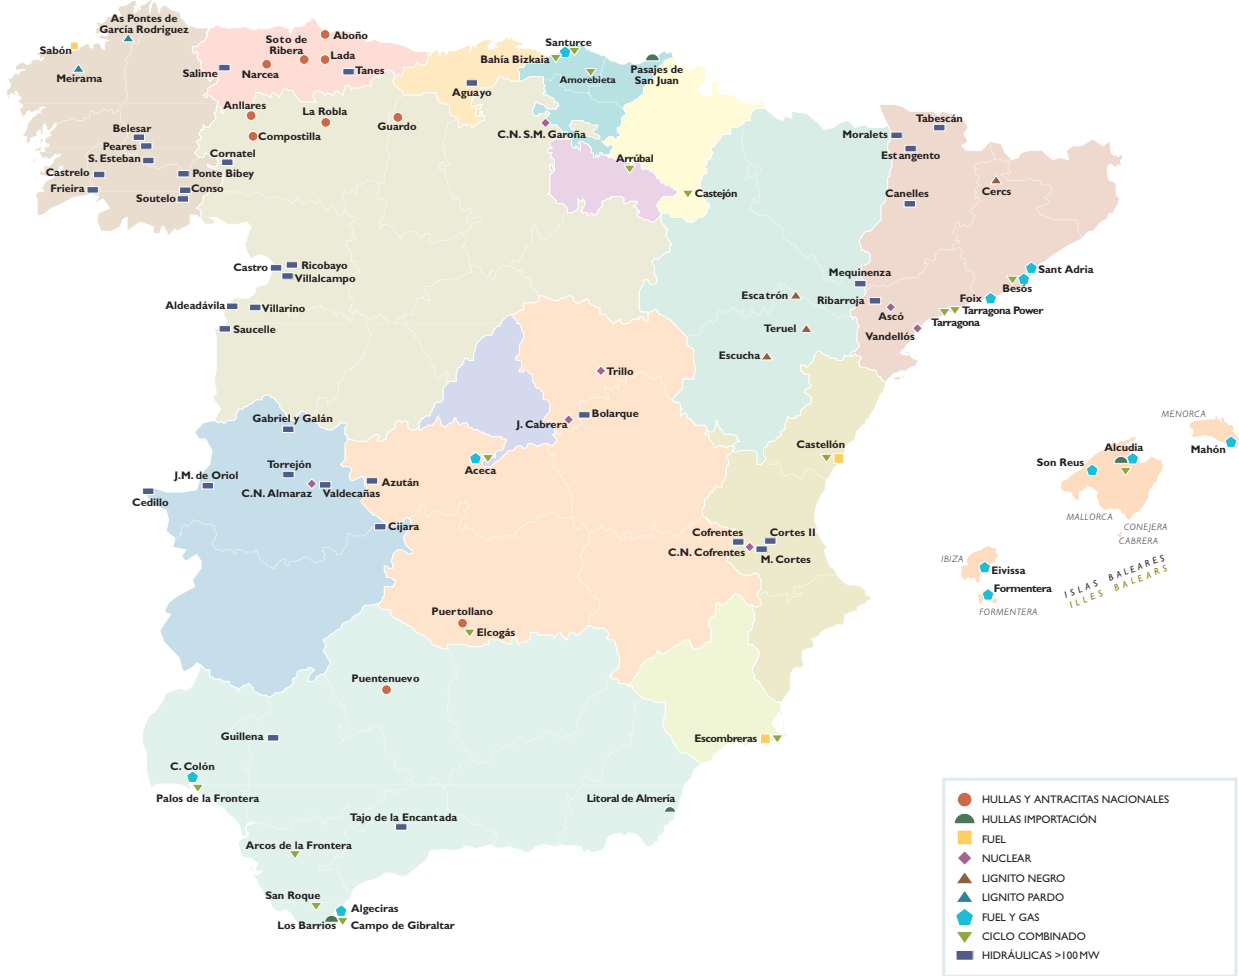 As Pontes de
García Rodriguez
Sabón
Meirama
Soto de
Ribera
Aboño
Lada
Narcea
Tanes
Salime
Santurce
Bahía Bizkaia
Amorebieta
Pasajes de
San Juan
Aguayo
Anllares
La Robla
Guardo
Compostilla
C.N. S.M. Garoña
Belesar
Peares
S. Esteban
Cornatel
Castrelo
Ponte Bibey
Frieira
Conso
Soutelo
Arrúbal
Castejón
Tabescán
Moralets
Estangento
Canelles
Cercs
Castro
Ricobayo
Villalcampo
Aldeadávila
Villarino
Saucelle
Mequinenza
Sant Adria
Besós
Escatrón
Ribarroja
Foix
Tarragona Power
Ascó
Tarragona
Teruel
Vandellós
Escucha
Trillo
Bolarque
J. Cabrera
Gabriel y Galán
Castellón
Aceca
Torrejón
J.M. de Oriol
C.N. Almaraz
Valdecañas
Azután
Cedillo
Cijara
Cofrentes
Cortes II
C.N. Cofrentes
M. Cortes
MENORCA
Mahón
Alcudia
Son Reus
MALLORCA
CONEJERA
CABRERA
IBIZA
Eivissa
Formentera
FORMENTERA
ISLAS BALEARES
ILLES BALEARS
Puertollano
Elcogás
Puentenuevo
Guillena
Escombreras
C. Colón
Palos de la Frontera
Litoral de Almería
Tajo de la Encantada
Arcos de la Frontera
San Roque
Algeciras
Los Barrios
Campo de Gibraltar
HULLAS Y ANTRACITAS NACIONALES
HULLAS IMPORTACIÓN
FUEL
NUCLEAR
LIGNITO NEGRO
LIGNITO PARDO
FUEL Y GAS
CICLO COMBINADO
HIDRÁULICAS >100 MW